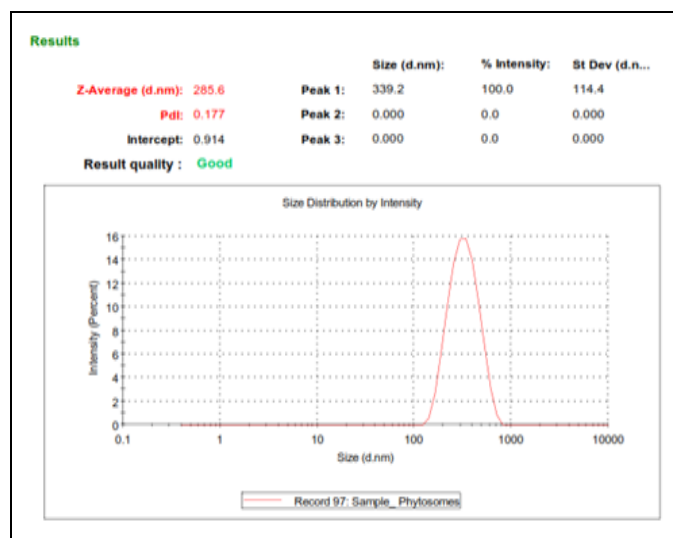 Results
Size (d.nm): % Intensity: St Dev (d.n...
Z-Average (d.nm): 285.6 Peak 1: 339.2 100.0 114.4
PdI: 0.177 Peak 2: 0.000 0.0 0.000
Intercept: 0.914 Peak 3: 0.000 0.0 0.000
Result quality : Good
Size Distribution by Intensity
16
14
12
10
8
6
4
2
0
Intensity (Percent)
0.1 1 10 100 1000 10000
Size (d.nm)
Record 97: Sample_ Phytosomes